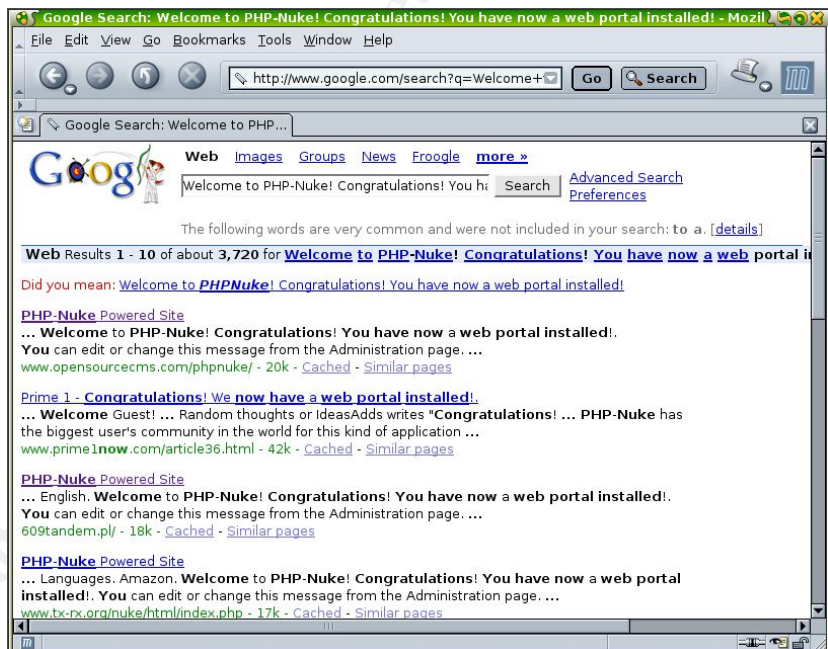 Google Search: Welcome to PHP-Nuke! Congratulations! You have now a web portal installed! - Mozil
File Edit View Go Bookmarks Tools Window Help
http://www.google.com/search?q=Welcome+ Go Search
Google Search: Welcome to PHP...
Google
Web Images Groups News Froogle more »
Welcome to PHP-Nuke! Congratulations! You ha Search Advanced Search
Preferences
The following words are very common and were not included in your search: to a. [details]
Web Results 1 - 10 of about 3,720 for Welcome to PHP-Nuke! Congratulations! You have now a web portal in
Did you mean: Welcome to PHPNuke! Congratulations! You have now a web portal installed!
PHP-Nuke Powered Site
... Welcome to PHP-Nuke! Congratulations! You have now a web portal installed!.
You can edit or change this message from the Administration page. ...
www.opensourcecms.com/phpnuke/ - 20k - Cached - Similar pages
Prime 1 - Congratulations! We now have a web portal installed!.
... Welcome Guest! ... Random thoughts or IdeasAdds writes "Congratulations! ... PHP-Nuke has
the biggest user's community in the world for this kind of application ...
www.prime1now.com/article36.html - 42k - Cached - Similar pages
PHP-Nuke Powered Site
... English. Welcome to PHP-Nuke! Congratulations! You have now a web portal installed!.
You can edit or change this message from the Administration page. ...
609tandem.pl/ - 18k - Cached - Similar pages
PHP-Nuke Powered Site
... Languages. Amazon. Welcome to PHP-Nuke! Congratulations! You have now a web portal
installed!. You can edit or change this message from the Administration page. ...
www.tx-rx.org/nuke/html/index.php - 17k - Cached - Similar pages